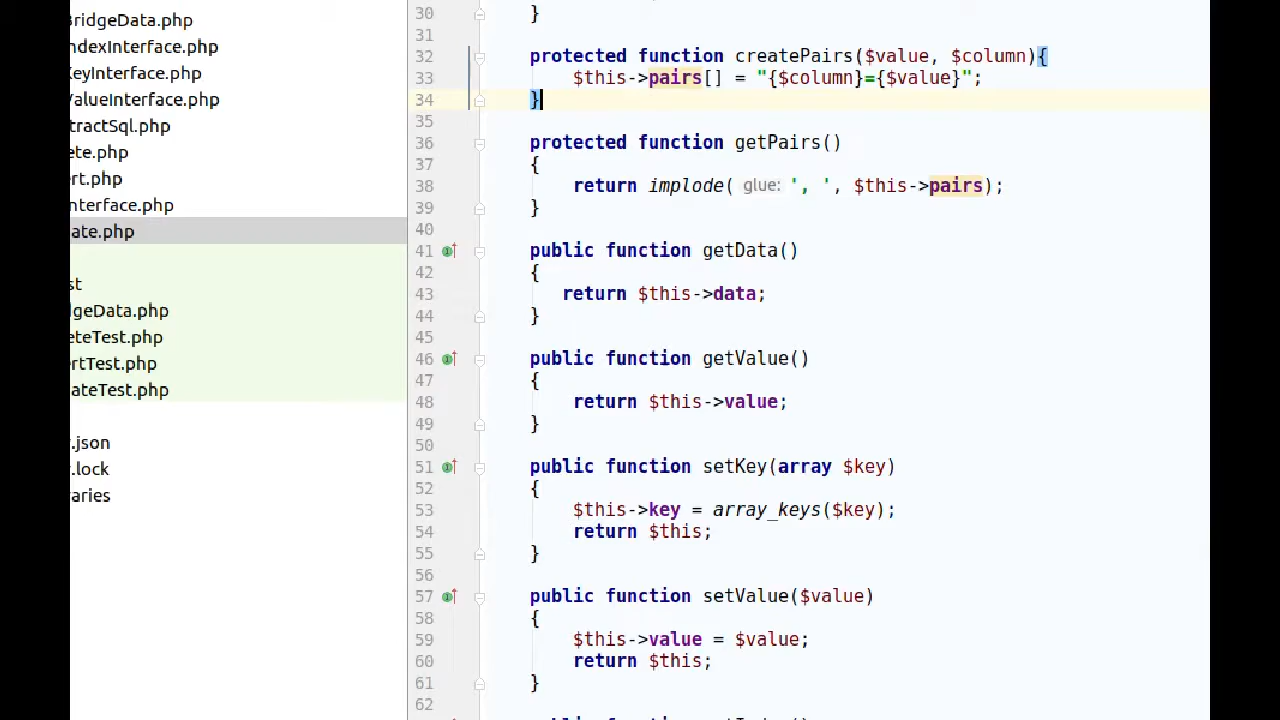 ridgeData.php
ndexInterface.php
KeyInterface.php
ValueInterface.php
tractSql.php
ete.php
ert.php
nterface.php
ate.php
st
dgeData.php
eteTest.php
ertTest.php
ateTest.php
r.json
r.lock
raries
30 }
31
32 protected function createPairs($value, $column){
33 $this->pairs[] = "{$column}={$value}";
34 }
35
36 protected function getPairs()
37 {
38 return implode( glue: ', ', $this->pairs);
39 }
40
41 public function getData()
42 {
43 return $this->data;
44 }
45
46 public function getValue()
47 {
48 return $this->value;
49 }
50
51 public function setKey(array $key)
52 {
53 $this->key = array_keys($key);
54 return $this;
55 }
56
57 public function setValue($value)
58 {
59 $this->value = $value;
60 return $this;
61 }
62